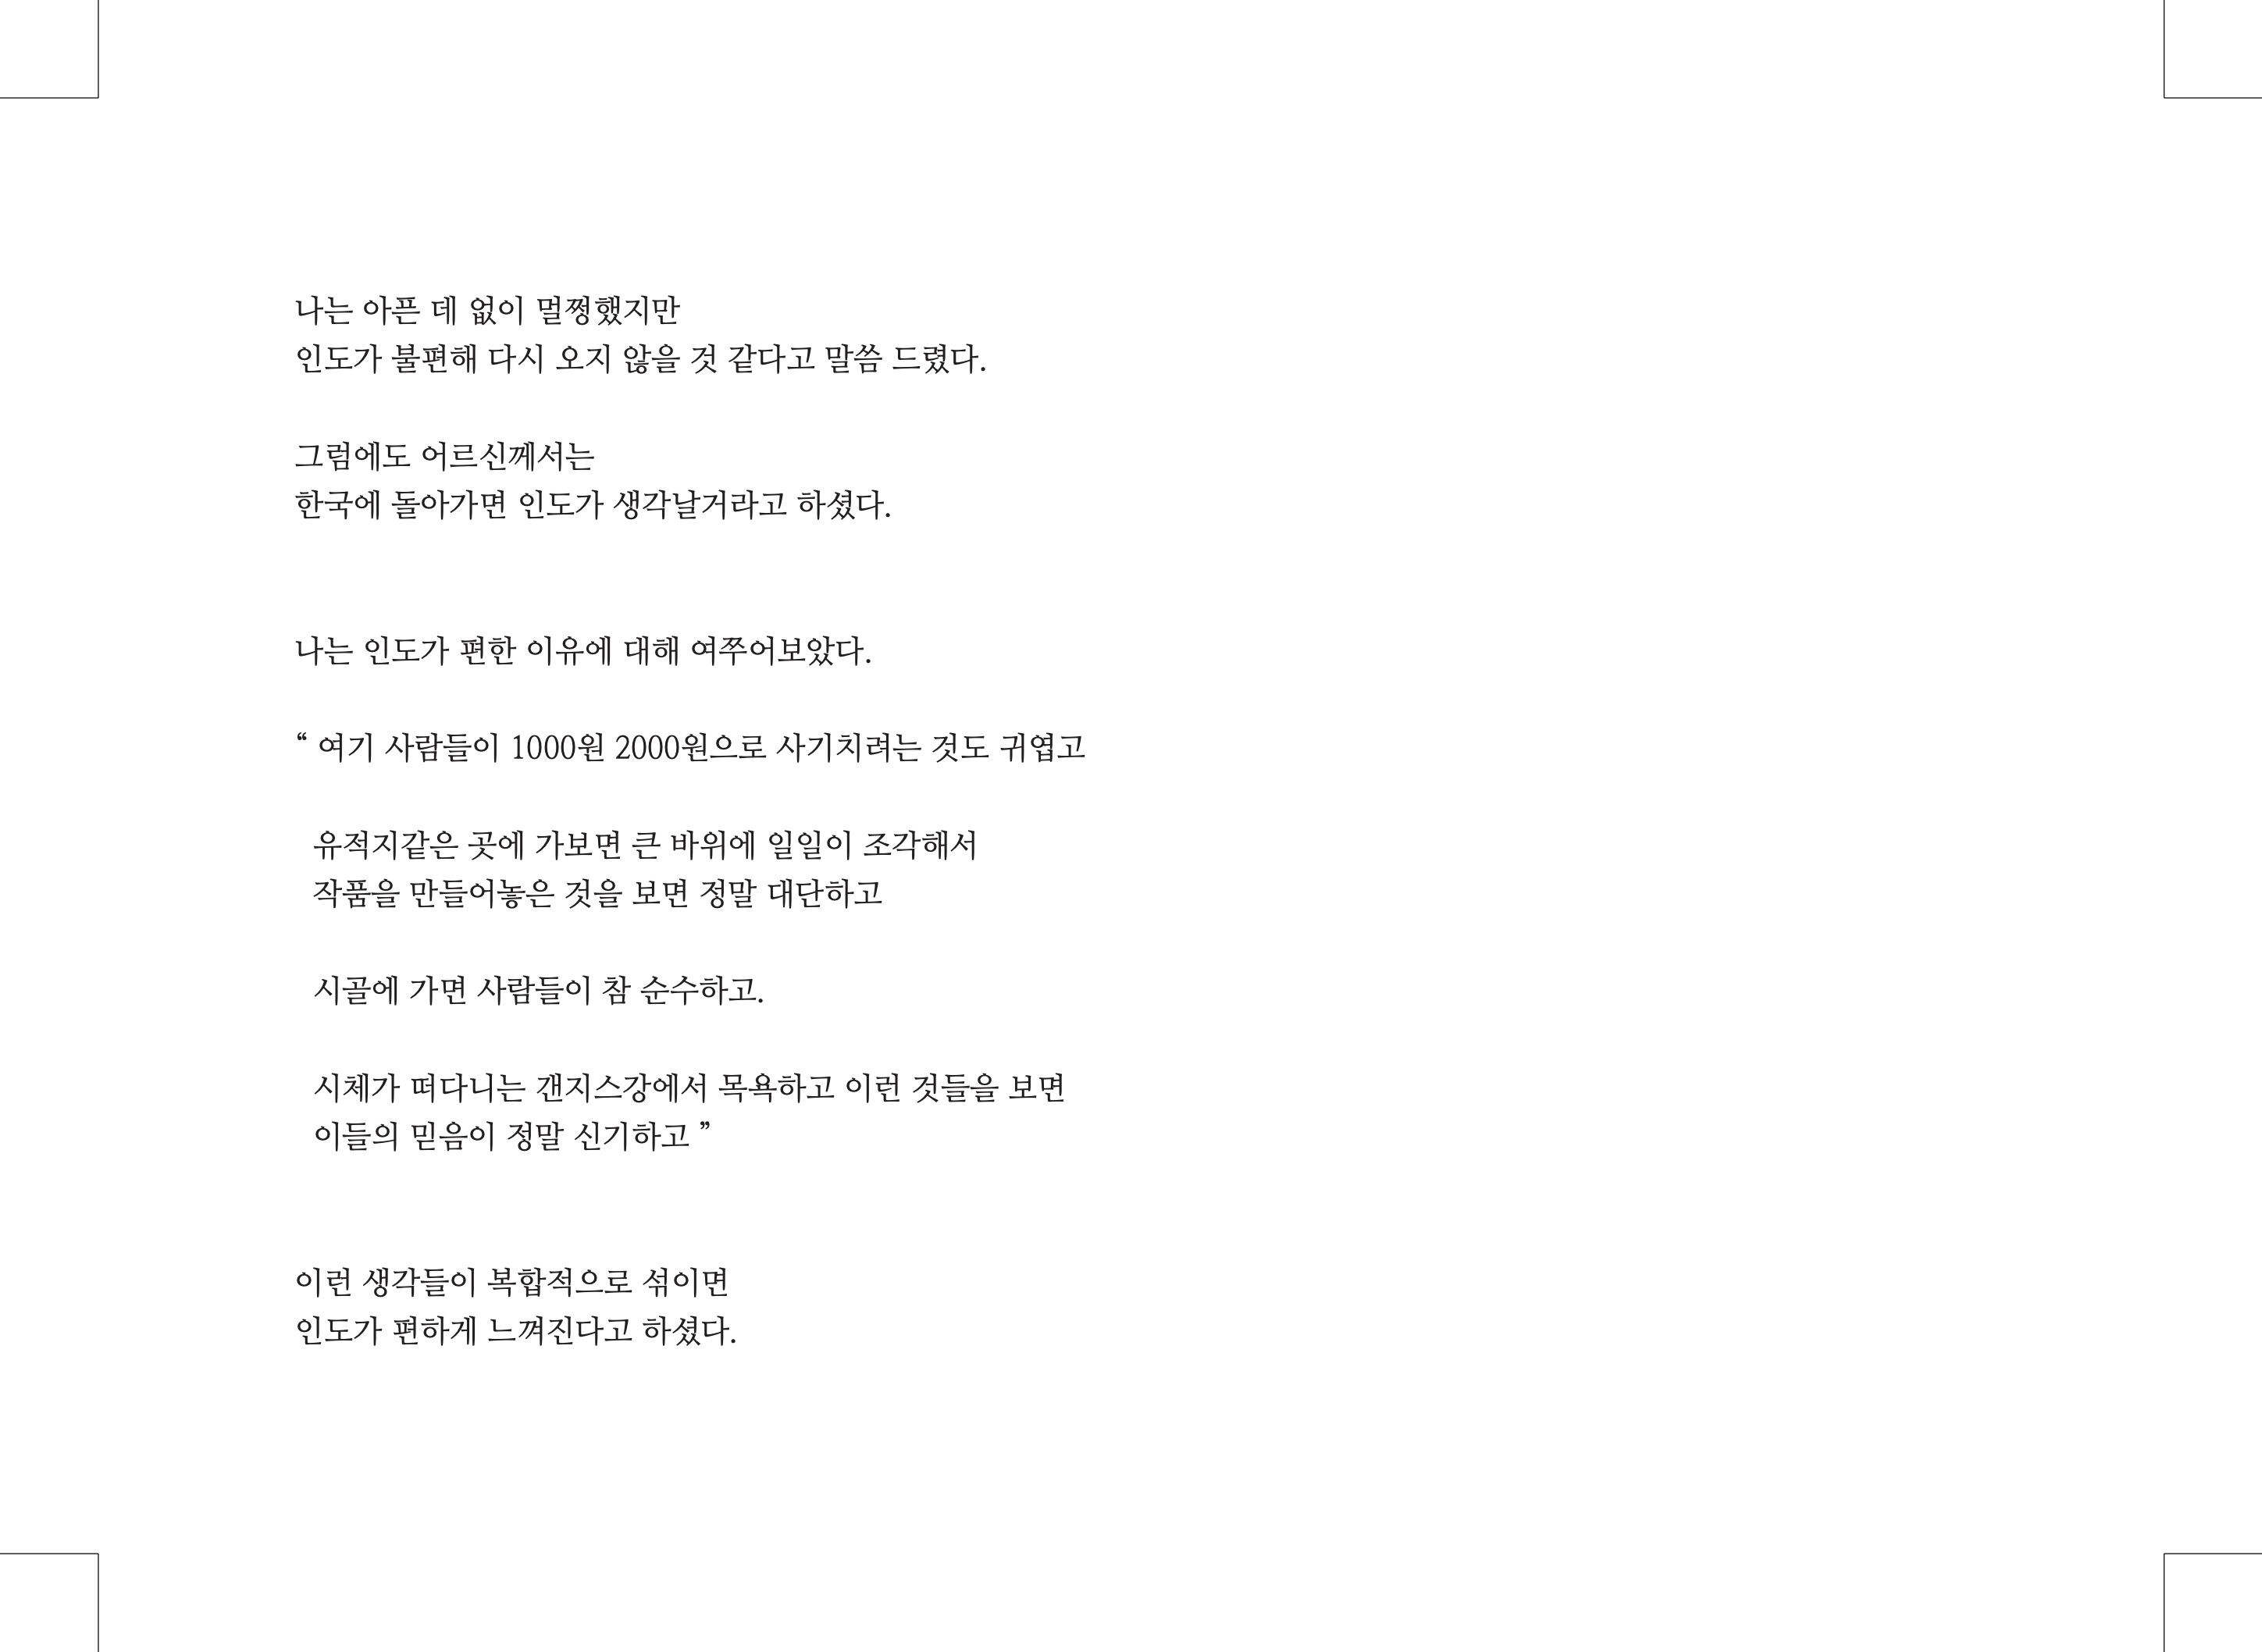 나는 아픈 데 없이 멀쩡했지만
인도가 불편해 다시 오지 않을 것 같다고 말씀 드렸다.
그럼에도 어르신께서는
한국에 돌아가면 인도가 생각날거라고 하셨다.
나는 인도가 편한 이유에 대해 여쭈어보았다.
“ 여기 사람들이 1000원 2000원으로 사기치려는 것도 귀엽고
유적지같은 곳에 가보면 큰 바위에 일일이 조각해서
작품을 만들어놓은 것을 보면 정말 대단하고
시골에 가면 사람들이 참 순수하고.
시체가 떠다니는 갠지스강에서 목욕하고 이런 것들을 보면
이들의 믿음이 정말 신기하고 ”
이런 생각들이 복합적으로 섞이면
인도가 편하게 느껴진다고 하셨다.